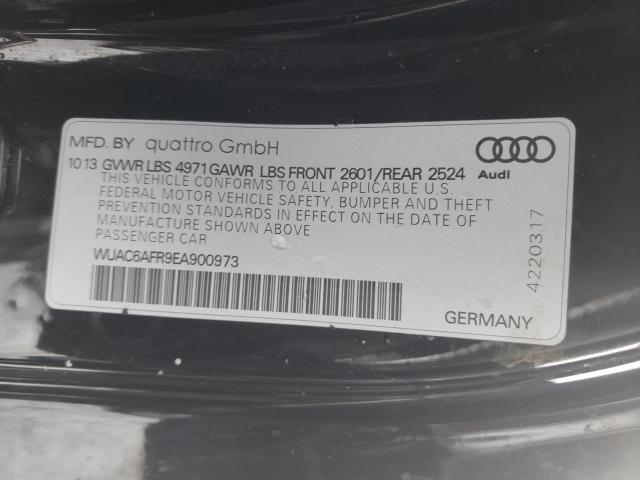 MFD. BY quattro GmbH
10 13 GVWR LBS 4971 GAWR LBS FRONT 2601/REAR 2524
Audi
THIS VEHICLE CONFORMS TO ALL APPLICABLE U.S.
FEDERAL MOTOR VEHICLE SAFETY, BUMPER AND THEFT
PREVENTION STANDARDS IN EFFECT ON THE DATE OF
MANUFACTURE SHOWN ABOVE
PASSENGER CAR
WUAC6AFR9EA900973
GERMANY
4220317